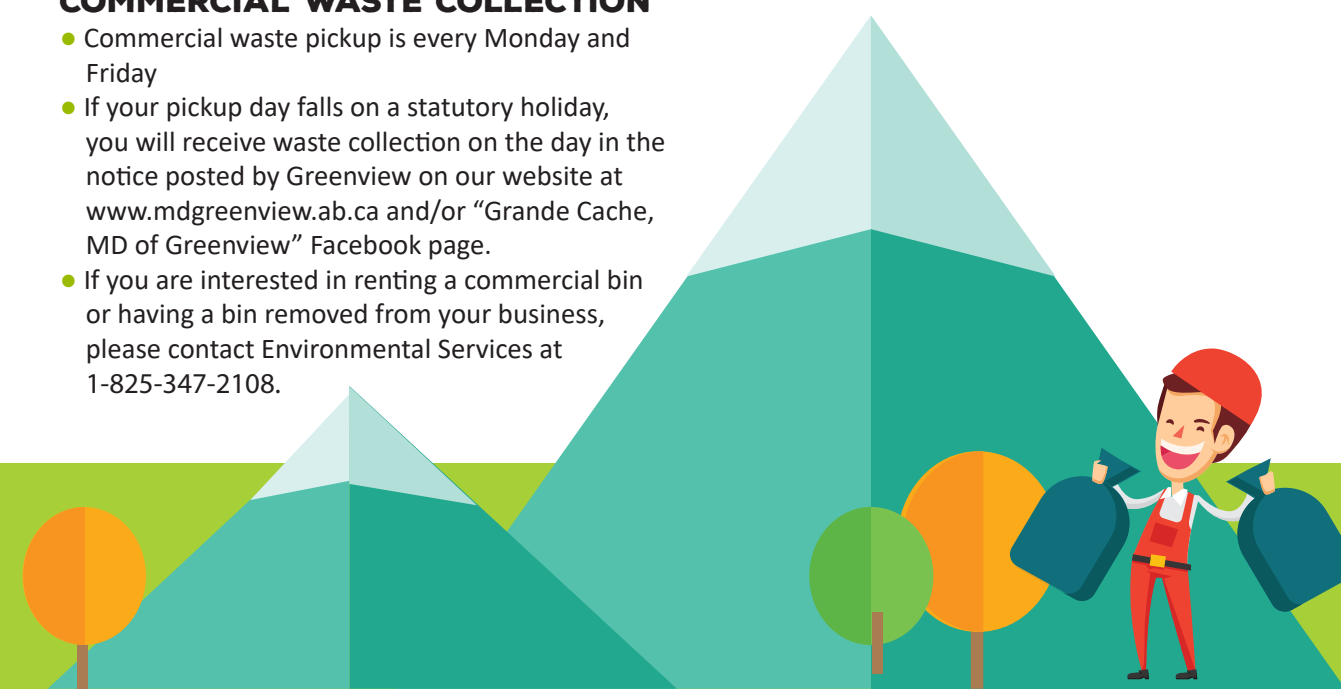 COMMERCIAL WASTE COLLECTION
● Commercial waste pickup is every Monday and
Friday
● If your pickup day falls on a statutory holiday,
you will receive waste collection on the day in the
notice posted by Greenview on our website at
www.mdgreenview.ab.ca and/or “Grande Cache,
MD of Greenview” Facebook page.
● If you are interested in renting a commercial bin
or having a bin removed from your business,
please contact Environmental Services at
1-825-347-2108.